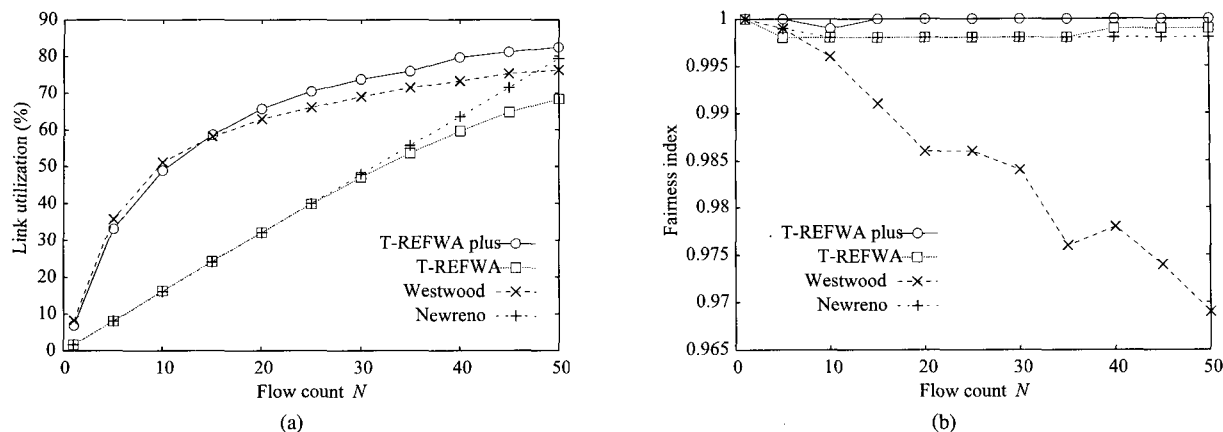 90
80
70
60
50
40
30
20
10
0
Link utilization (%)
T-REFWA plus
T-REFWA
Westwood
Newreno
0 10 20 30 40 50
Flow count N
(a)
1
0.995
0.99
0.985
0.98
0.975
0.97
0.965
Fairness index
T-REFWA plus
T-REFWA
Westwood
Newreno
0 10 20 30 40 50
Flow count N
(b)